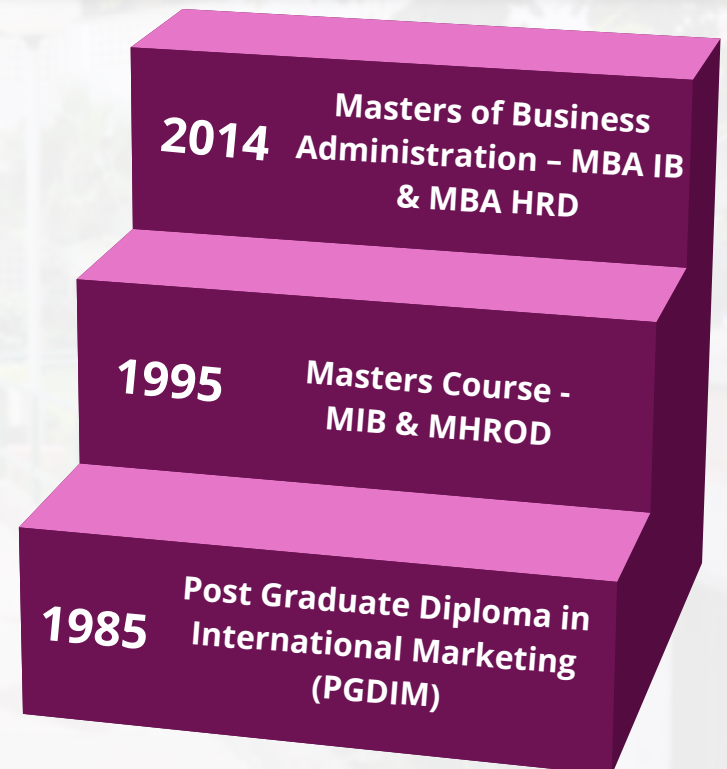 2014
Masters of Business
Administration – MBA IB
& MBA HRD
1995
Masters Course -
MIB & MHROD
1985
Post Graduate Diploma in
International Marketing
(PGDIM)